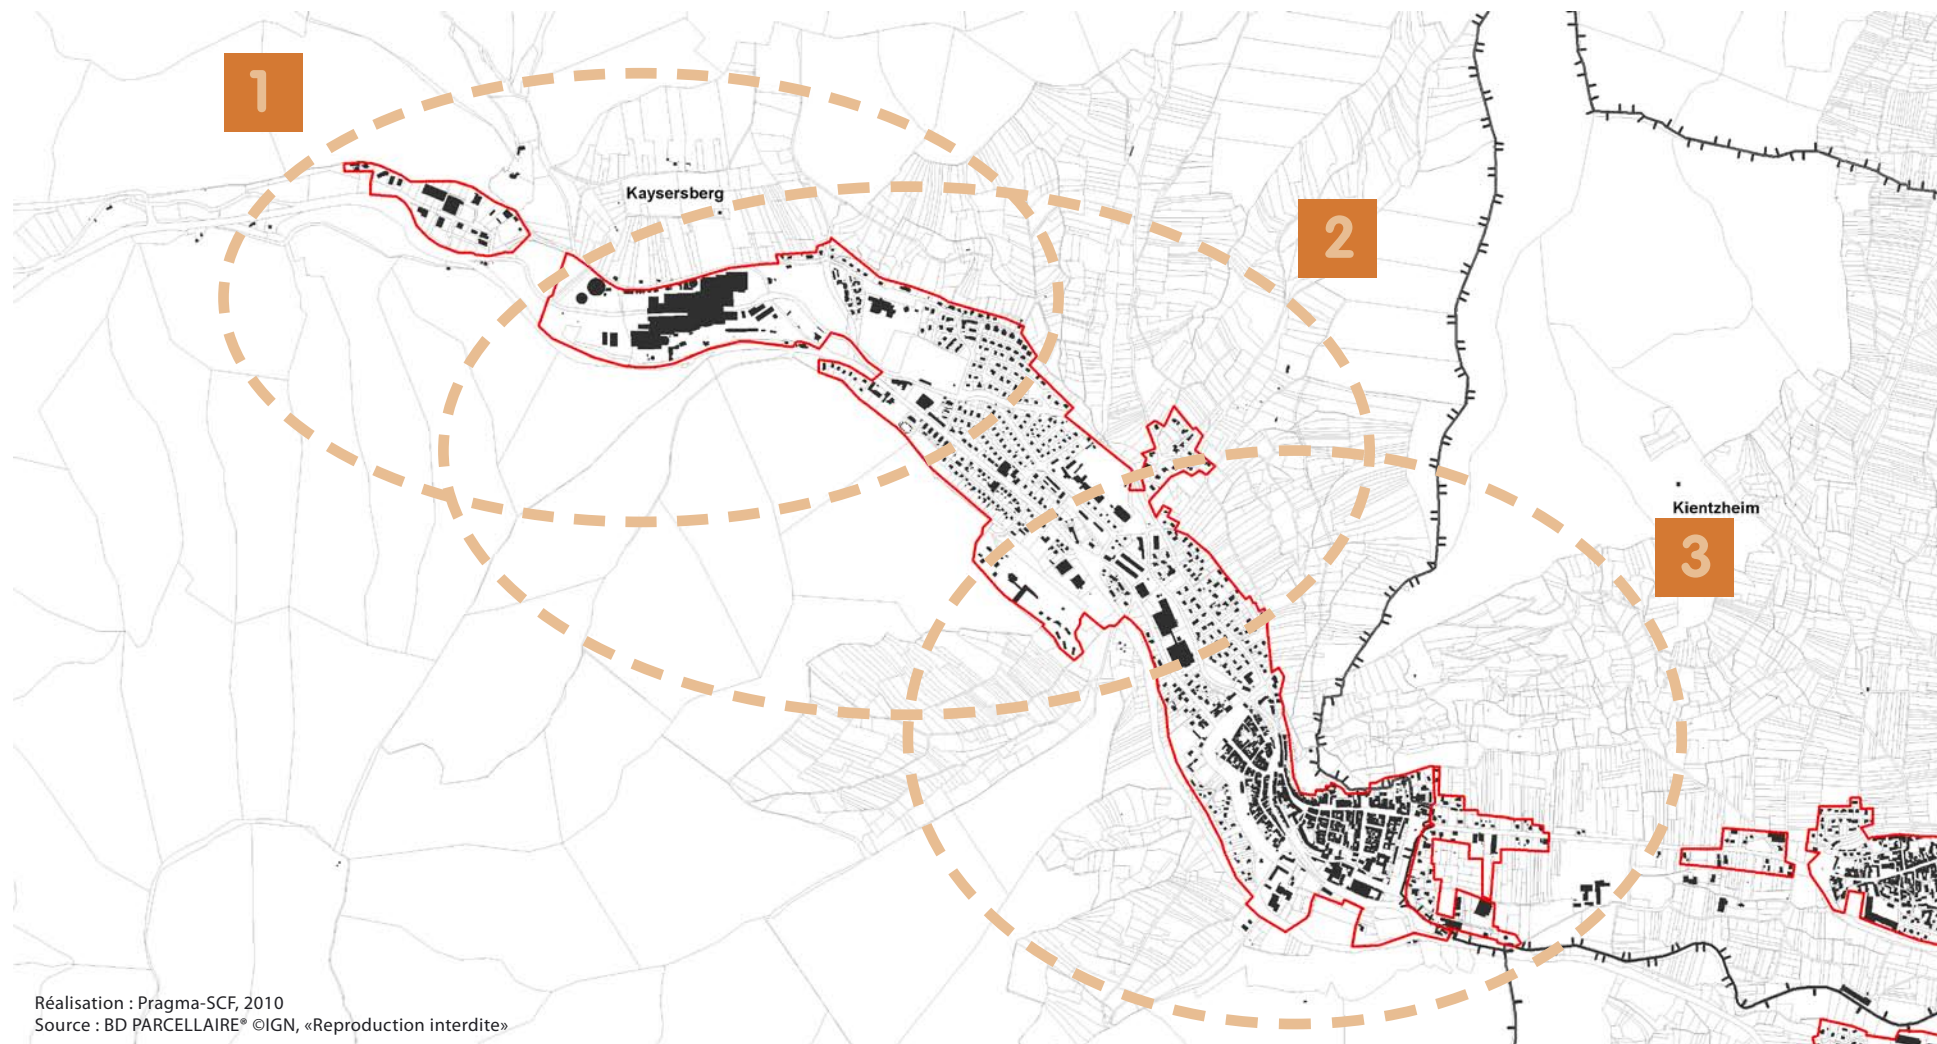 1
Kaysersberg
2
Kientzheim
3
Réalisation : Pragma-SCF, 2010
Source : BD PARCELLAIRE® ©IGN, «Reproduction interdite»